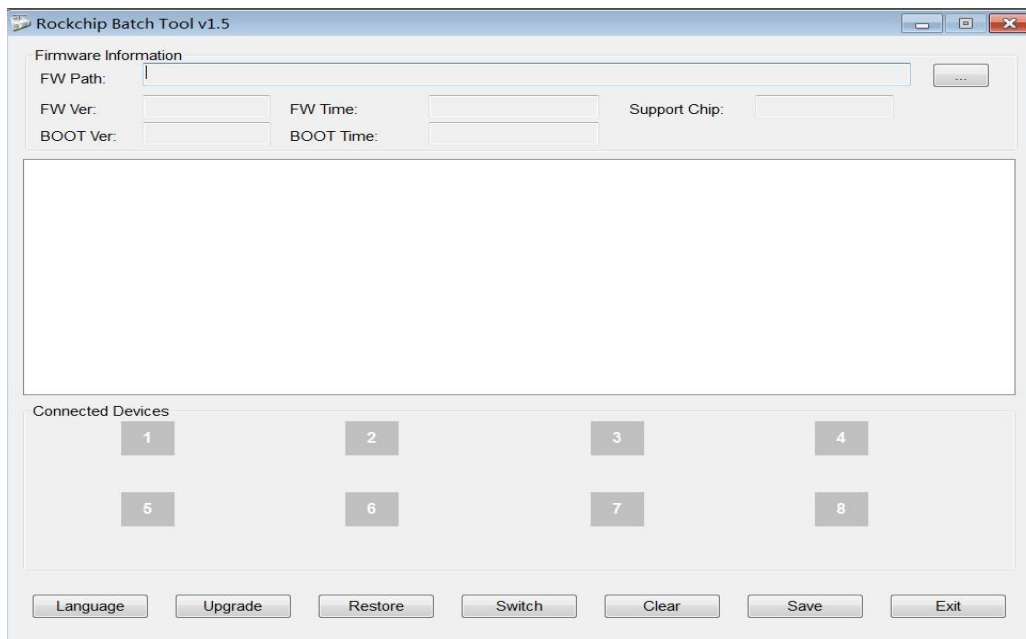 Rockchip Batch Tool v1.5
Firmware Information
FW Path:
...
FW Ver: FW Time: Support Chip:
BOOT Ver: BOOT Time:
Connected Devices
1 2 3 4
5 6 7 8
Language Upgrade Restore Switch Clear Save Exit